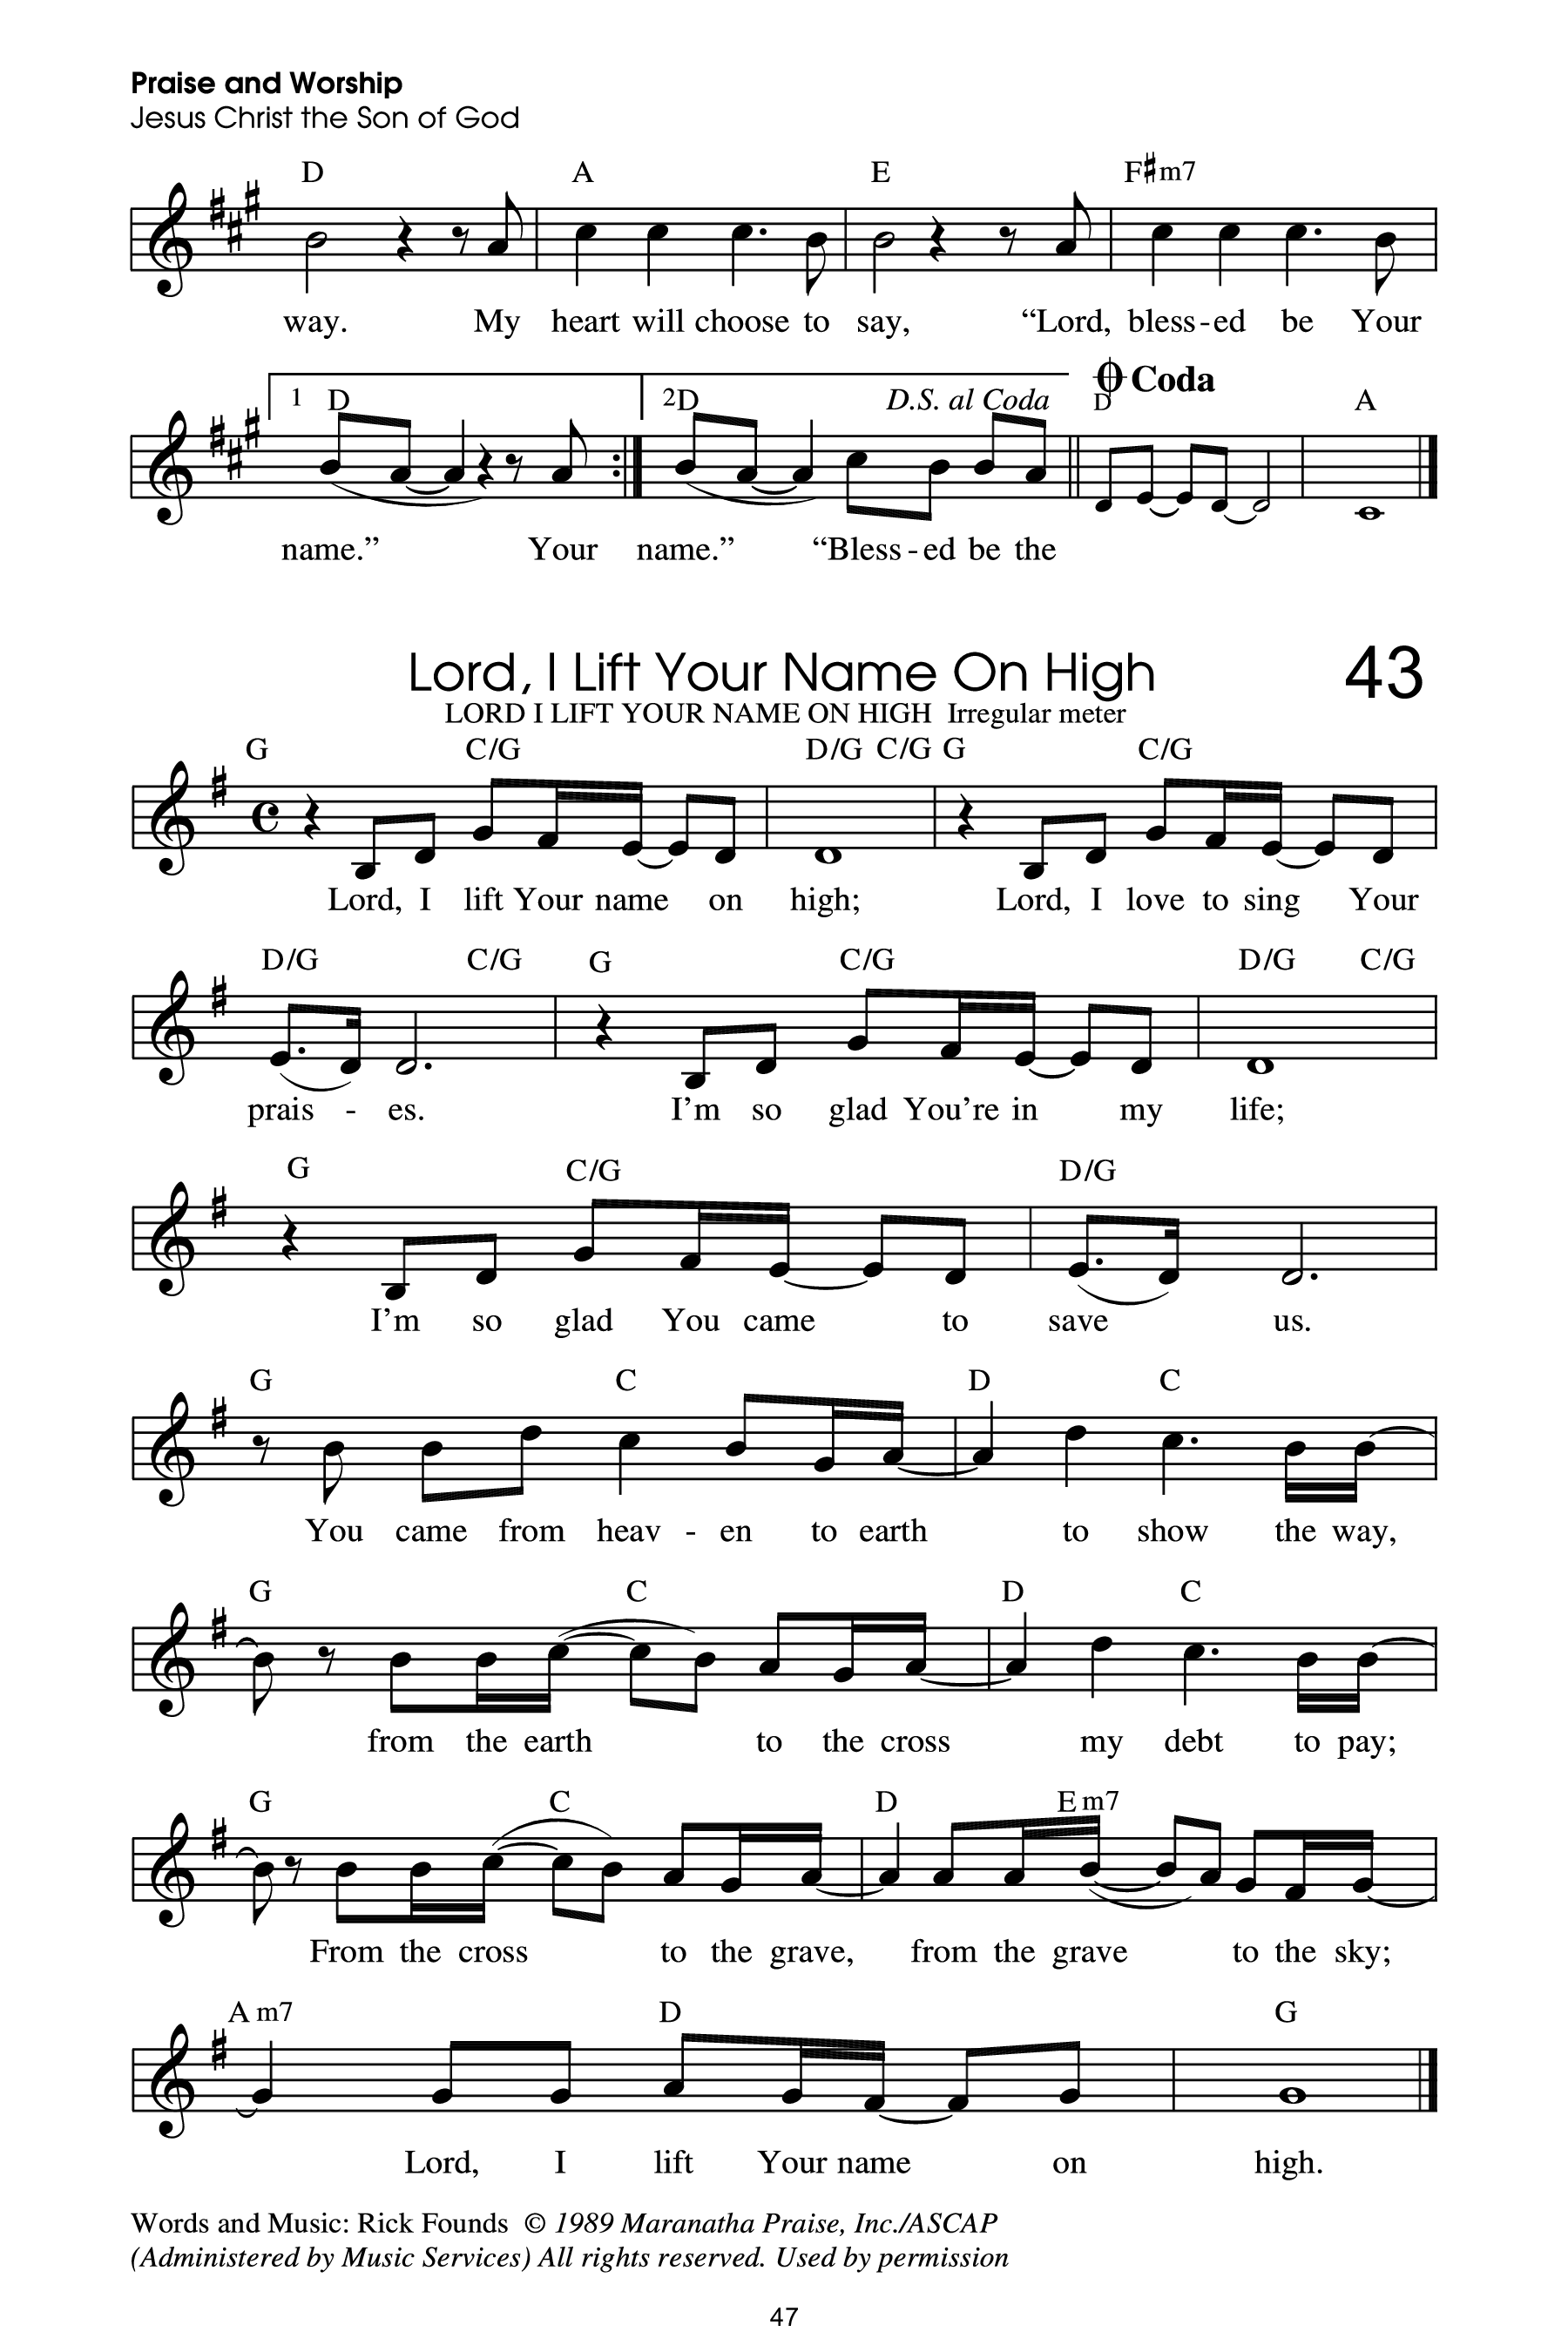 Praise and Worship
Jesus Christ the Son of God
D A E F♯m7
way. My heart will choose to say, “Lord, bless - ed be Your
1 D 2 D D.S. al Coda D Coda A
name.” Your name.” “Bless - ed be the
Lord, I Lift Your Name On High 43
LORD I LIFT YOUR NAME ON HIGH Irregular meter
G C/G D/G C/G G C/G
Lord, I lift Your name on high; Lord, I love to sing Your
D/G C/G G C/G D/G C/G
prais - es. I’m so glad You’re in my life;
G C/G D/G
I’m so glad You came to save us.
G C D C
You came from heav - en to earth to show the way,
G C D C
from the earth to the cross my debt to pay;
G C D E m7
From the cross to the grave, from the grave to the sky;
A m7 D G
Lord, I lift Your name on high.
Words and Music: Rick Founds © 1989 Maranatha Praise, Inc./ASCAP
(Administered by Music Services) All rights reserved. Used by permission
47